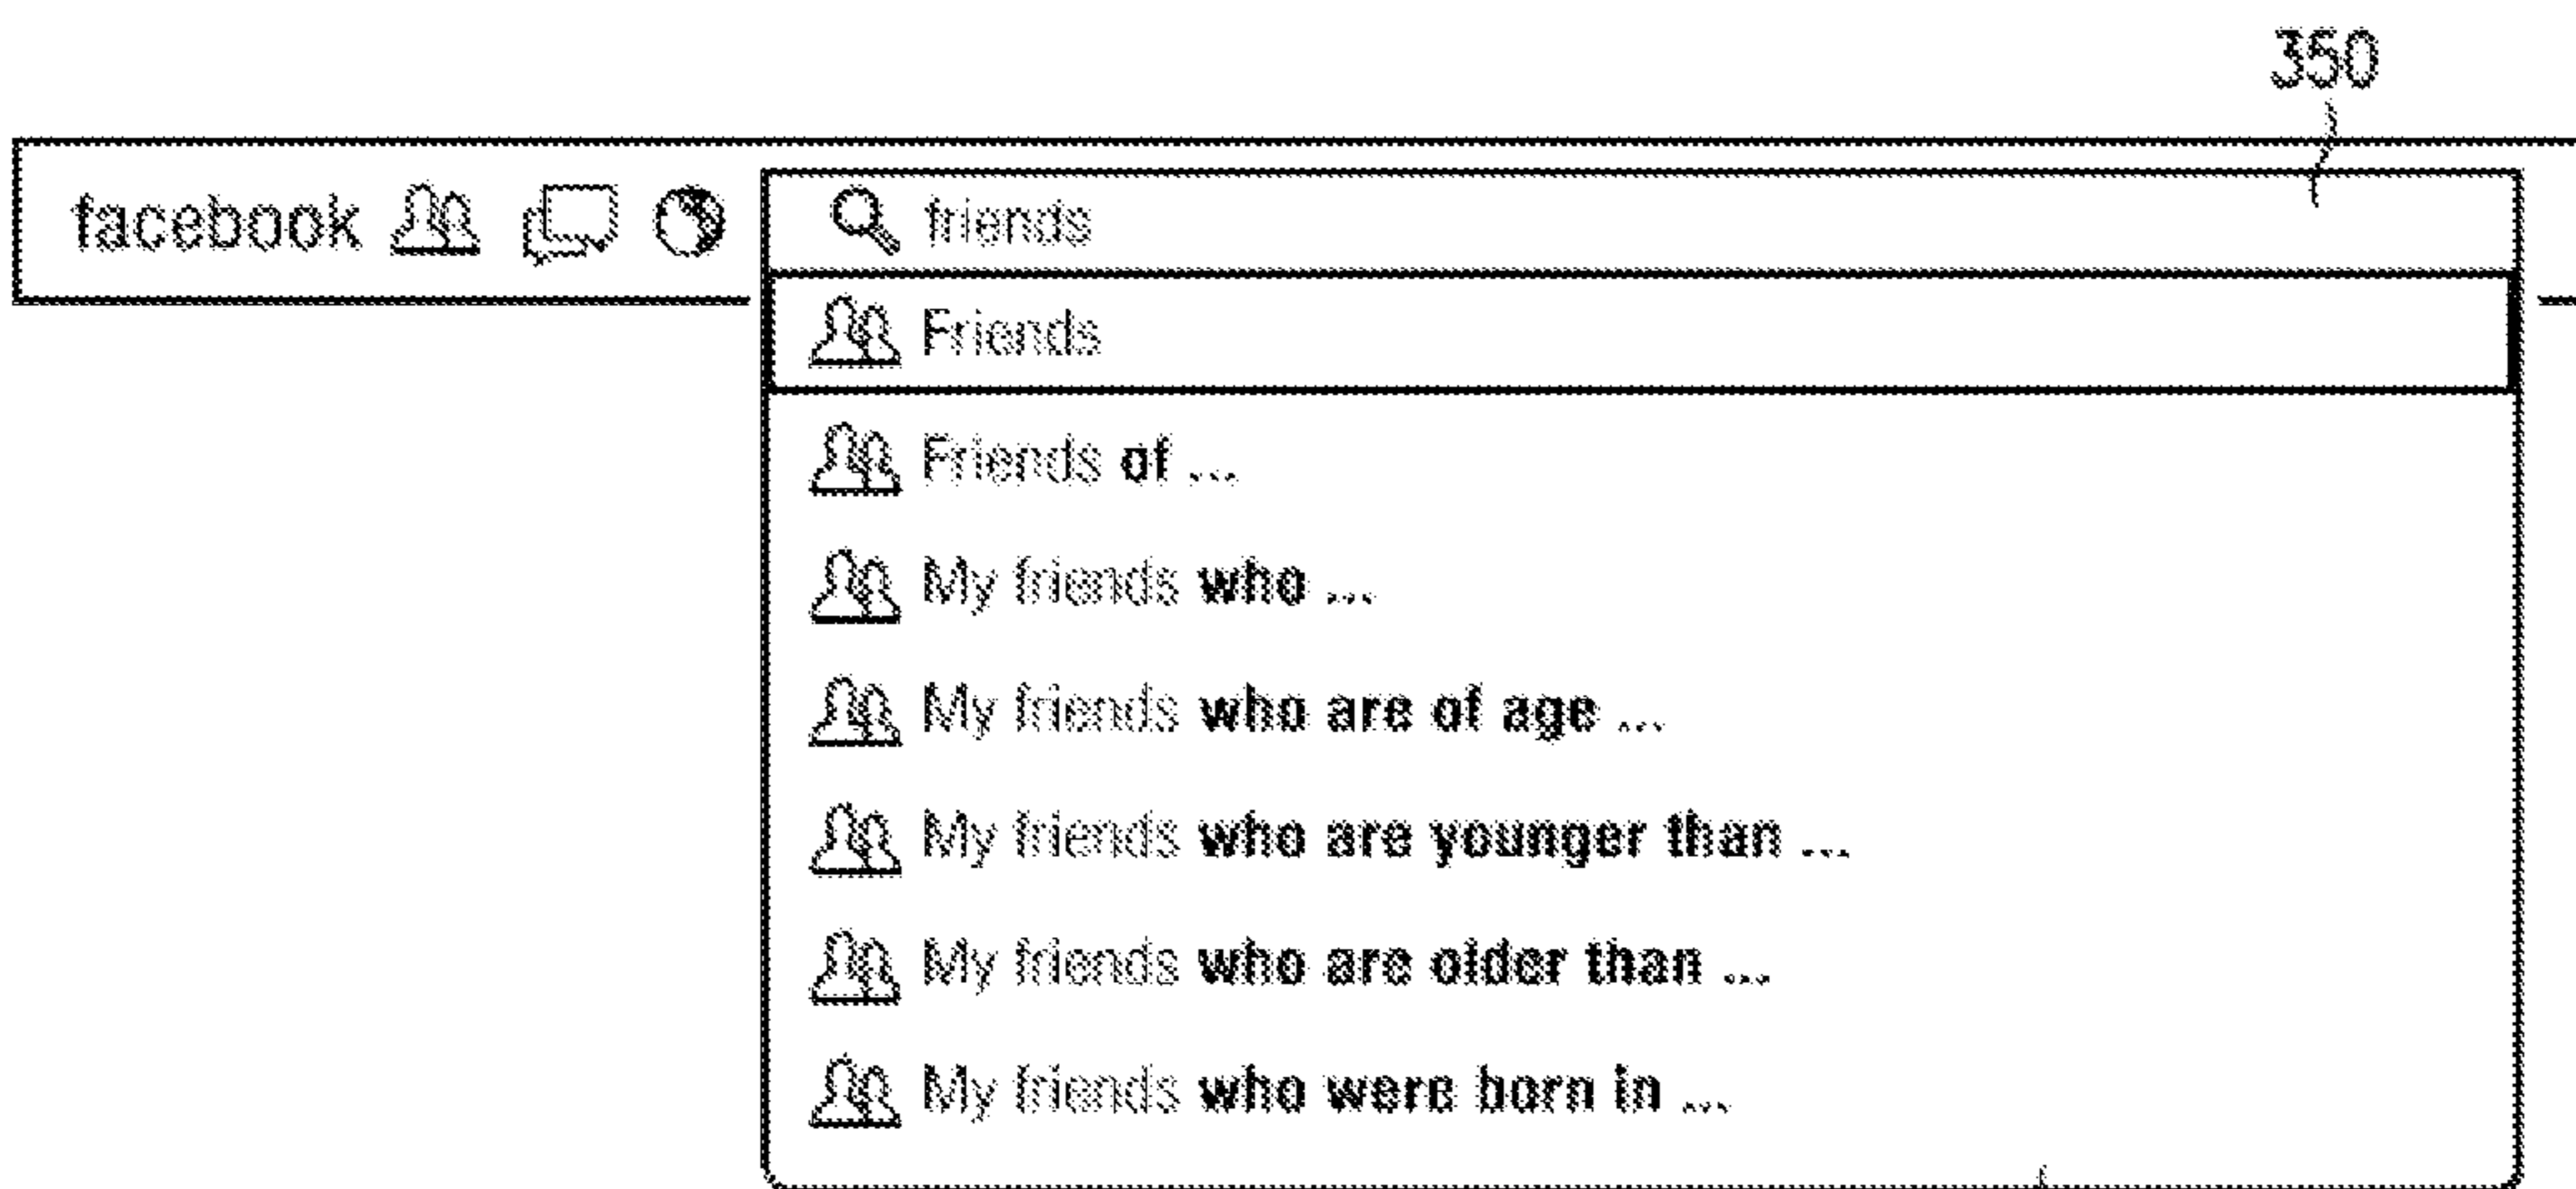 350
facebook friends
Friends
Friends of ...
My friends who ...
My friends who are of age ...
My friends who are younger than ...
My friends who are older than ...
My friends who were born in ...